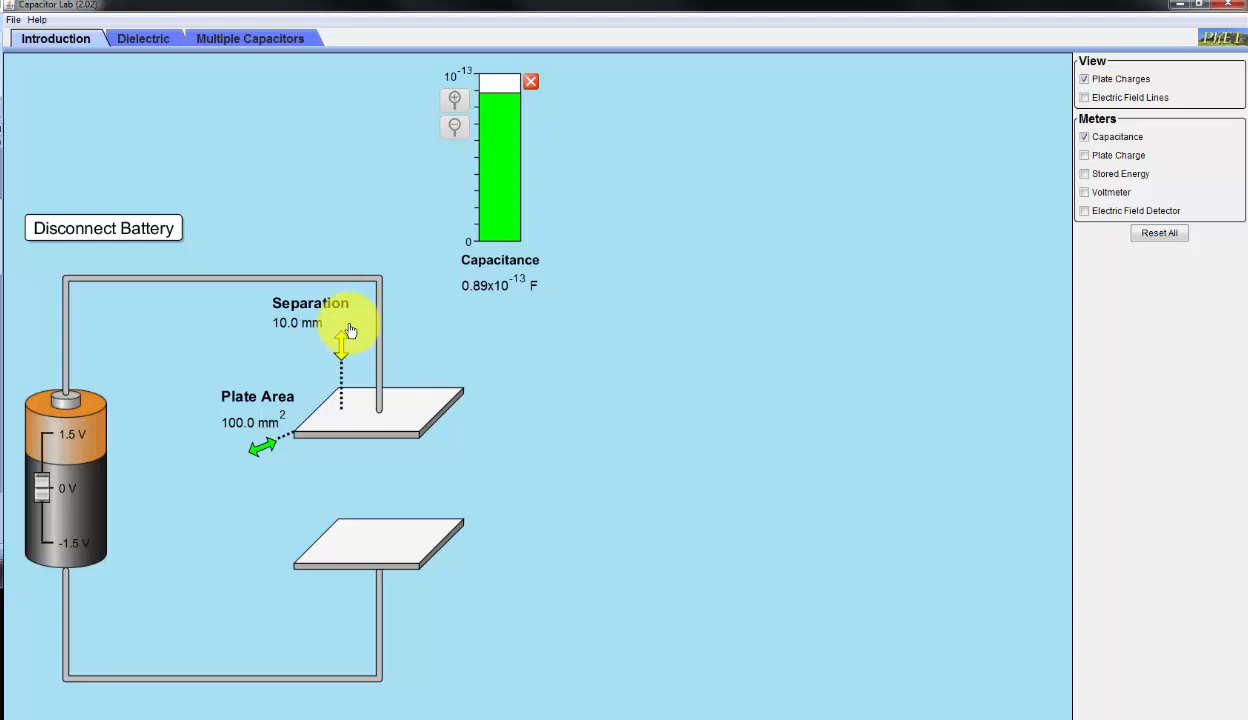 Capacitor Lab (2.02)
File Help
Introduction Dielectric Multiple Capacitors
PhET
View
Plate Charges
Electric Field Lines
Meters
Capacitance
Plate Charge
Stored Energy
Voltmeter
Electric Field Detector
Reset All
10⁻¹³
0
Capacitance
0.89x10⁻¹³ F
Disconnect Battery
Separation
10.0 mm
Plate Area
100.0 mm²
1.5 V
0 V
-1.5 V